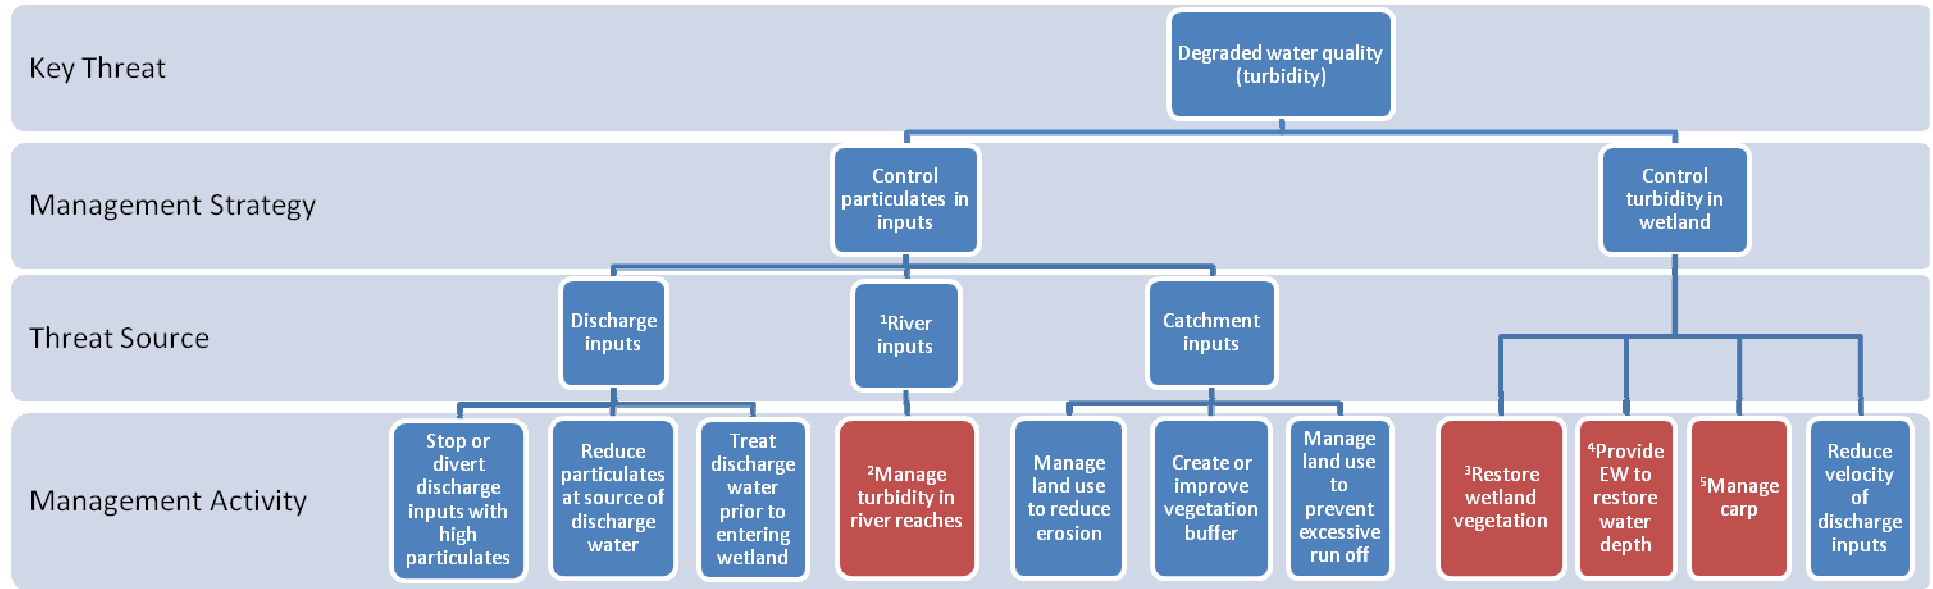 Key Threat
Degraded water quality
(turbidity)
Management Strategy
Control
particulates in
inputs
Control
turbidity in
wetland
Threat Source
Discharge
inputs
¹River
inputs
Catchment
inputs
Management Activity
Stop or
divert
discharge
inputs with
high
particulates
Reduce
particulates
at source of
discharge
water
Treat
discharge
water
prior to
entering
wetland
²Manage
turbidity in
river reaches
Manage
land use
to reduce
erosion
Create or
improve
vegetation
buffer
Manage
land use
to
prevent
excessive
run off
³Restore
wetland
vegetation
⁴Provide
EW to
restore
water
depth
⁵Manage
carp
Reduce
velocity
of
discharge
inputs